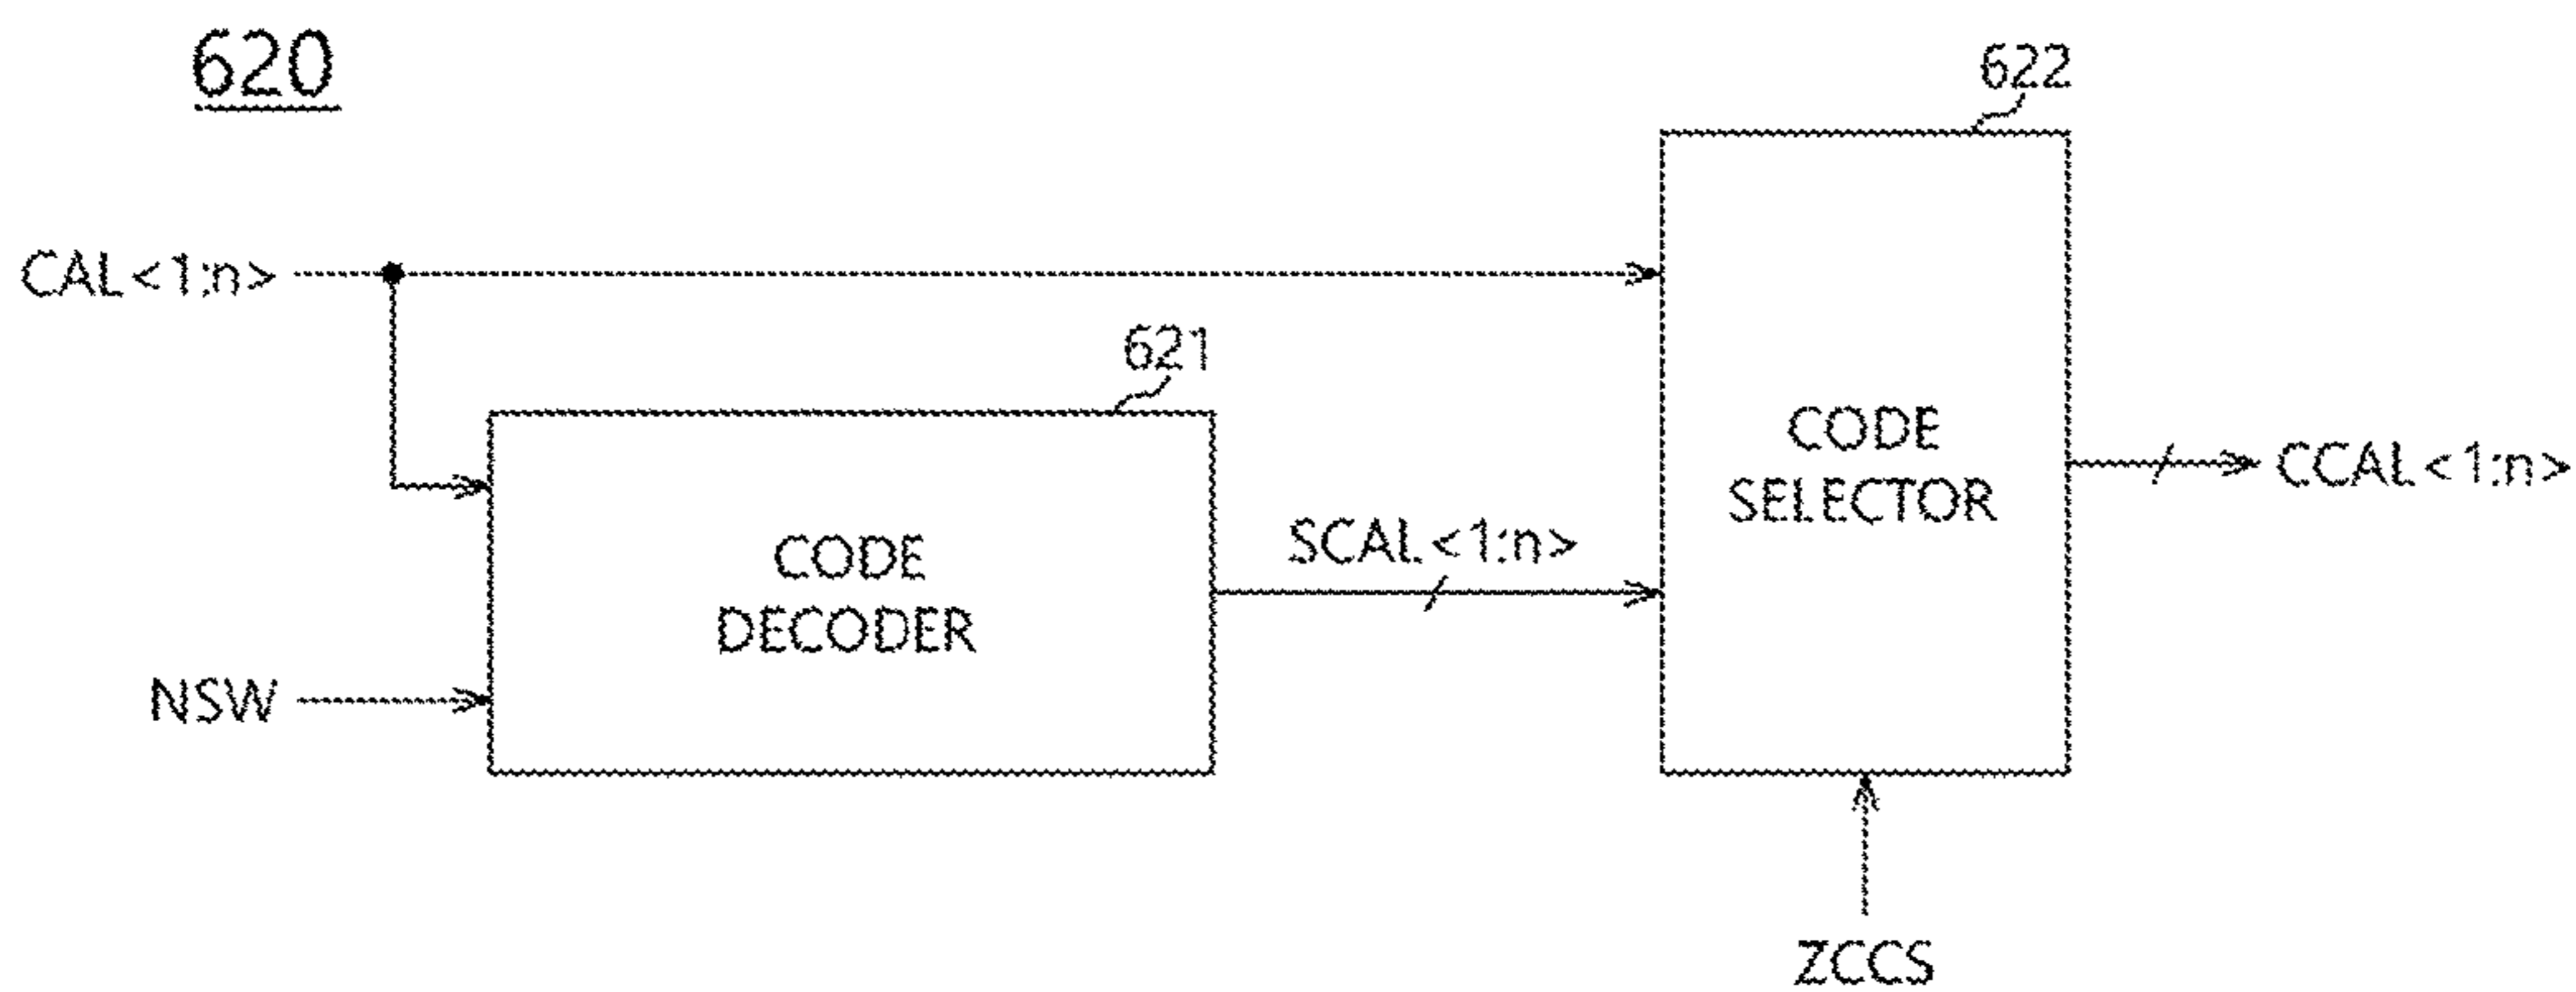 620
622
CAL<1:n>
621
CODE
SELECTOR
CCAL<1:n>
CODE
DECODER
SCAL<1:n>
NSW
ZCCS